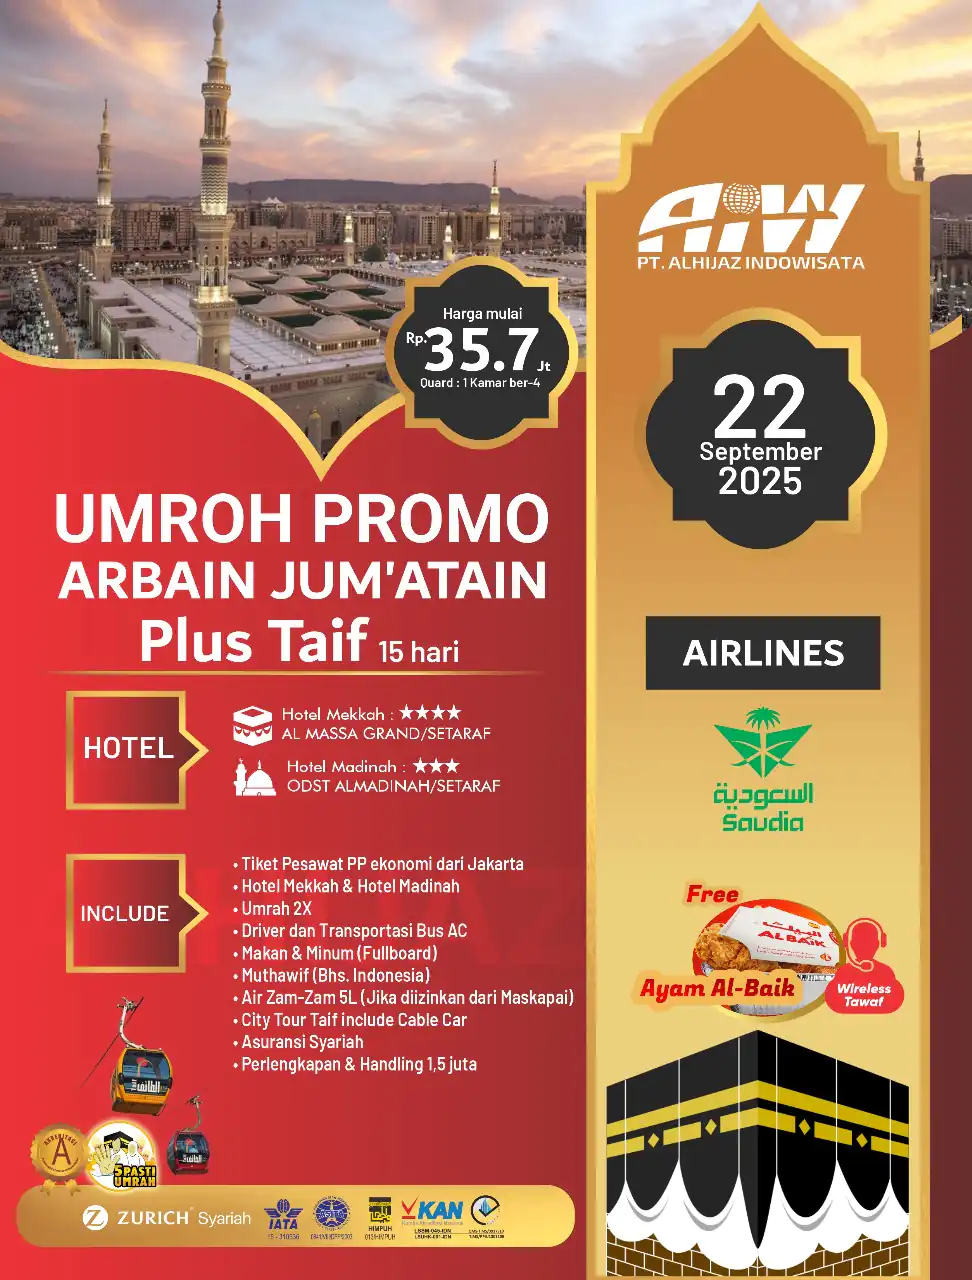 AIW
PT. ALHIJAZ INDOWISATA
Harga mulai
Rp. 35.7 Jt
Quard : 1 Kamar ber-4
22
September
2025
UMROH PROMO
ARBAIN JUM'ATAIN
Plus Taif 15 hari
AIRLINES
السعودية
Saudia
HOTEL
Hotel Mekkah : ★★★★
AL MASSA GRAND/SETARAF
Hotel Madinah : ★★★
ODST ALMADINAH/SETARAF
INCLUDE
• Tiket Pesawat PP ekonomi dari Jakarta
• Hotel Mekkah & Hotel Madinah
• Umrah 2X
• Driver dan Transportasi Bus AC
• Makan & Minum (Fullboard)
• Muthawif (Bhs. Indonesia)
• Air Zam-Zam 5L (Jika diizinkan dari Maskapai)
• City Tour Taif include Cable Car
• Asuransi Syariah
• Perlengkapan & Handling 1,5 juta
Free
البيك
ALBAIK
Ayam Al-Baik
Wireless
Tawaf
الطائف
A
5 PASTI
UMRAH
ZURICH Syariah
IATA
HIMPUH
KAN